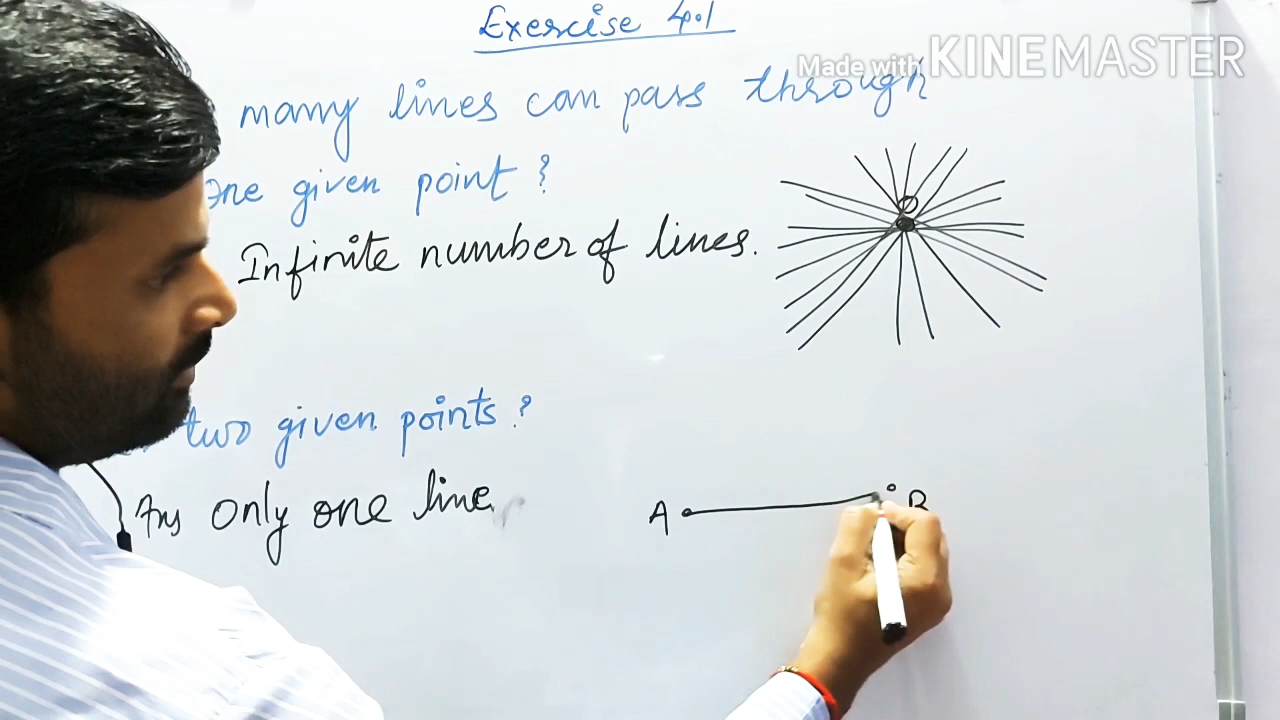 Exercise 4.1
Made with KINEMASTER
many lines can pass through
one given point?
Infinite number of lines.
two given points?
Ans only one line
A B